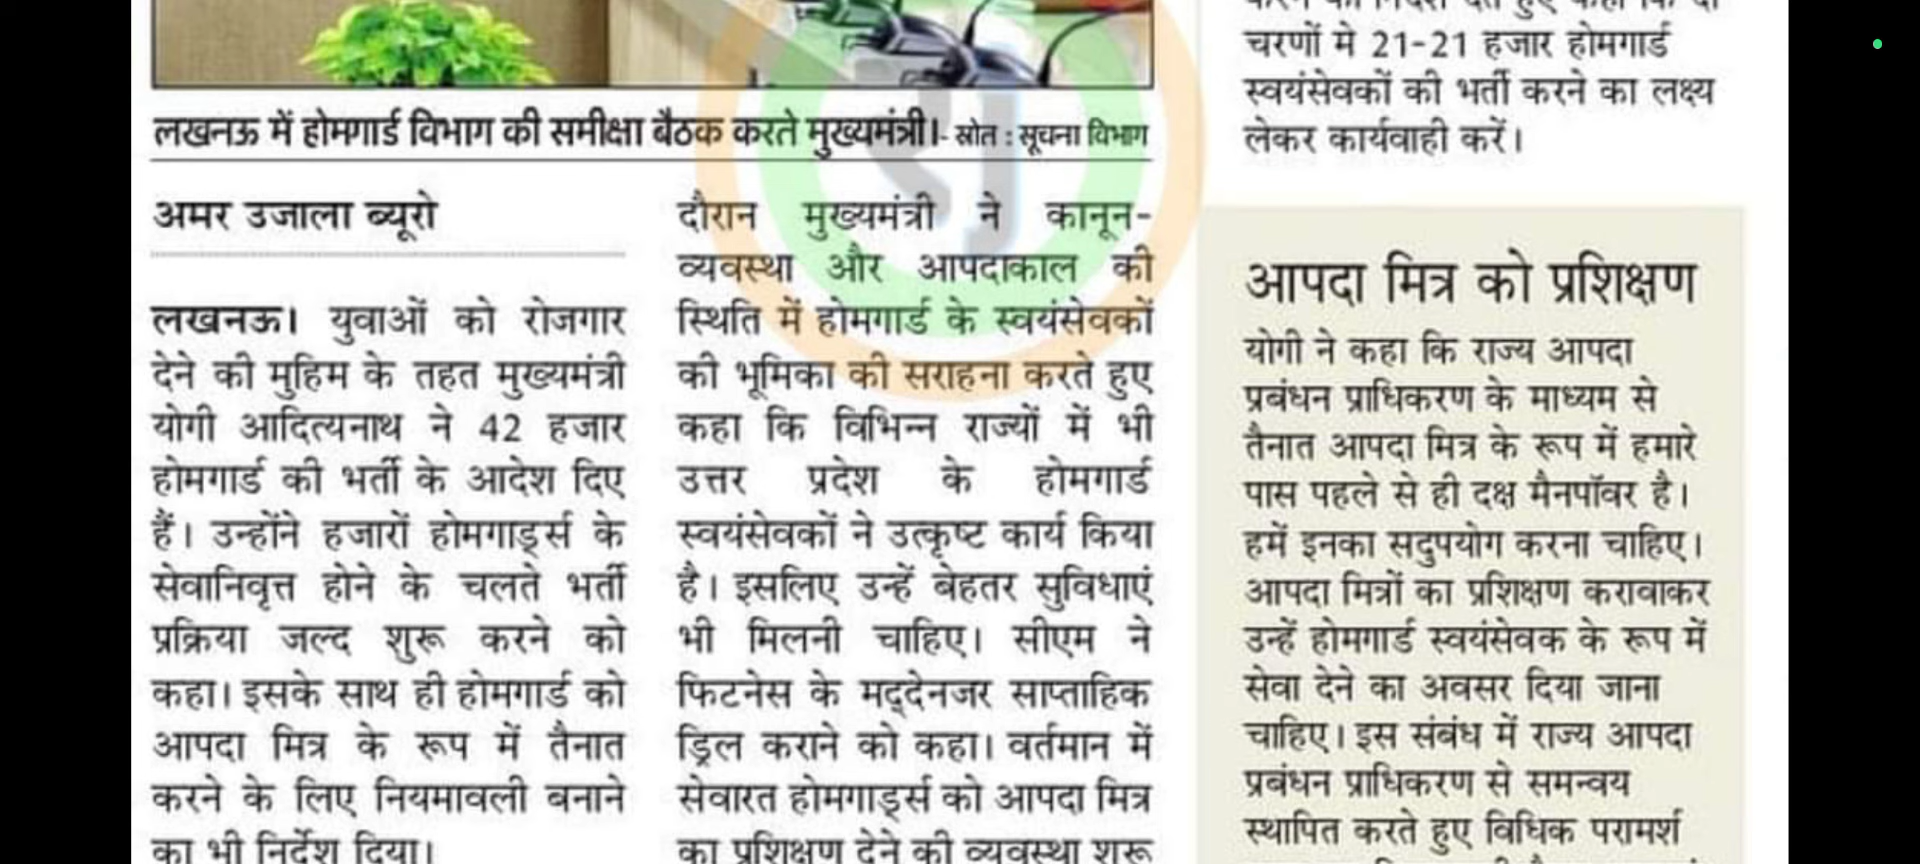 लखनऊ में होमगार्ड विभाग की समीक्षा बैठक करते मुख्यमंत्री।- स्रोत : सूचना विभाग
अमर उजाला ब्यूरो
लखनऊ। युवाओं को रोजगार
देने की मुहिम के तहत मुख्यमंत्री
योगी आदित्यनाथ ने 42 हजार
होमगार्ड की भर्ती के आदेश दिए
हैं। उन्होंने हजारों होमगार्ड्स के
सेवानिवृत्त होने के चलते भर्ती
प्रक्रिया जल्द शुरू करने को
कहा। इसके साथ ही होमगार्ड को
आपदा मित्र के रूप में तैनात
करने के लिए नियमावली बनाने
का भी निर्देश दिया।
दौरान मुख्यमंत्री ने कानून-
व्यवस्था और आपदाकाल की
स्थिति में होमगार्ड के स्वयंसेवकों
की भूमिका की सराहना करते हुए
कहा कि विभिन्न राज्यों में भी
उत्तर प्रदेश के होमगार्ड
स्वयंसेवकों ने उत्कृष्ट कार्य किया
है। इसलिए उन्हें बेहतर सुविधाएं
भी मिलनी चाहिए। सीएम ने
फिटनेस के मद्देनजर साप्ताहिक
ड्रिल कराने को कहा। वर्तमान में
सेवारत होमगार्ड्स को आपदा मित्र
का प्रशिक्षण देने की व्यवस्था शुरू
करने का निर्देश देते हुए कहा कि दो
चरणों मे 21-21 हजार होमगार्ड
स्वयंसेवकों की भर्ती करने का लक्ष्य
लेकर कार्यवाही करें।
आपदा मित्र को प्रशिक्षण
योगी ने कहा कि राज्य आपदा
प्रबंधन प्राधिकरण के माध्यम से
तैनात आपदा मित्र के रूप में हमारे
पास पहले से ही दक्ष मैनपॉवर है।
हमें इनका सदुपयोग करना चाहिए।
आपदा मित्रों का प्रशिक्षण करावाकर
उन्हें होमगार्ड स्वयंसेवक के रूप में
सेवा देने का अवसर दिया जाना
चाहिए। इस संबंध में राज्य आपदा
प्रबंधन प्राधिकरण से समन्वय
स्थापित करते हुए विधिक परामर्श